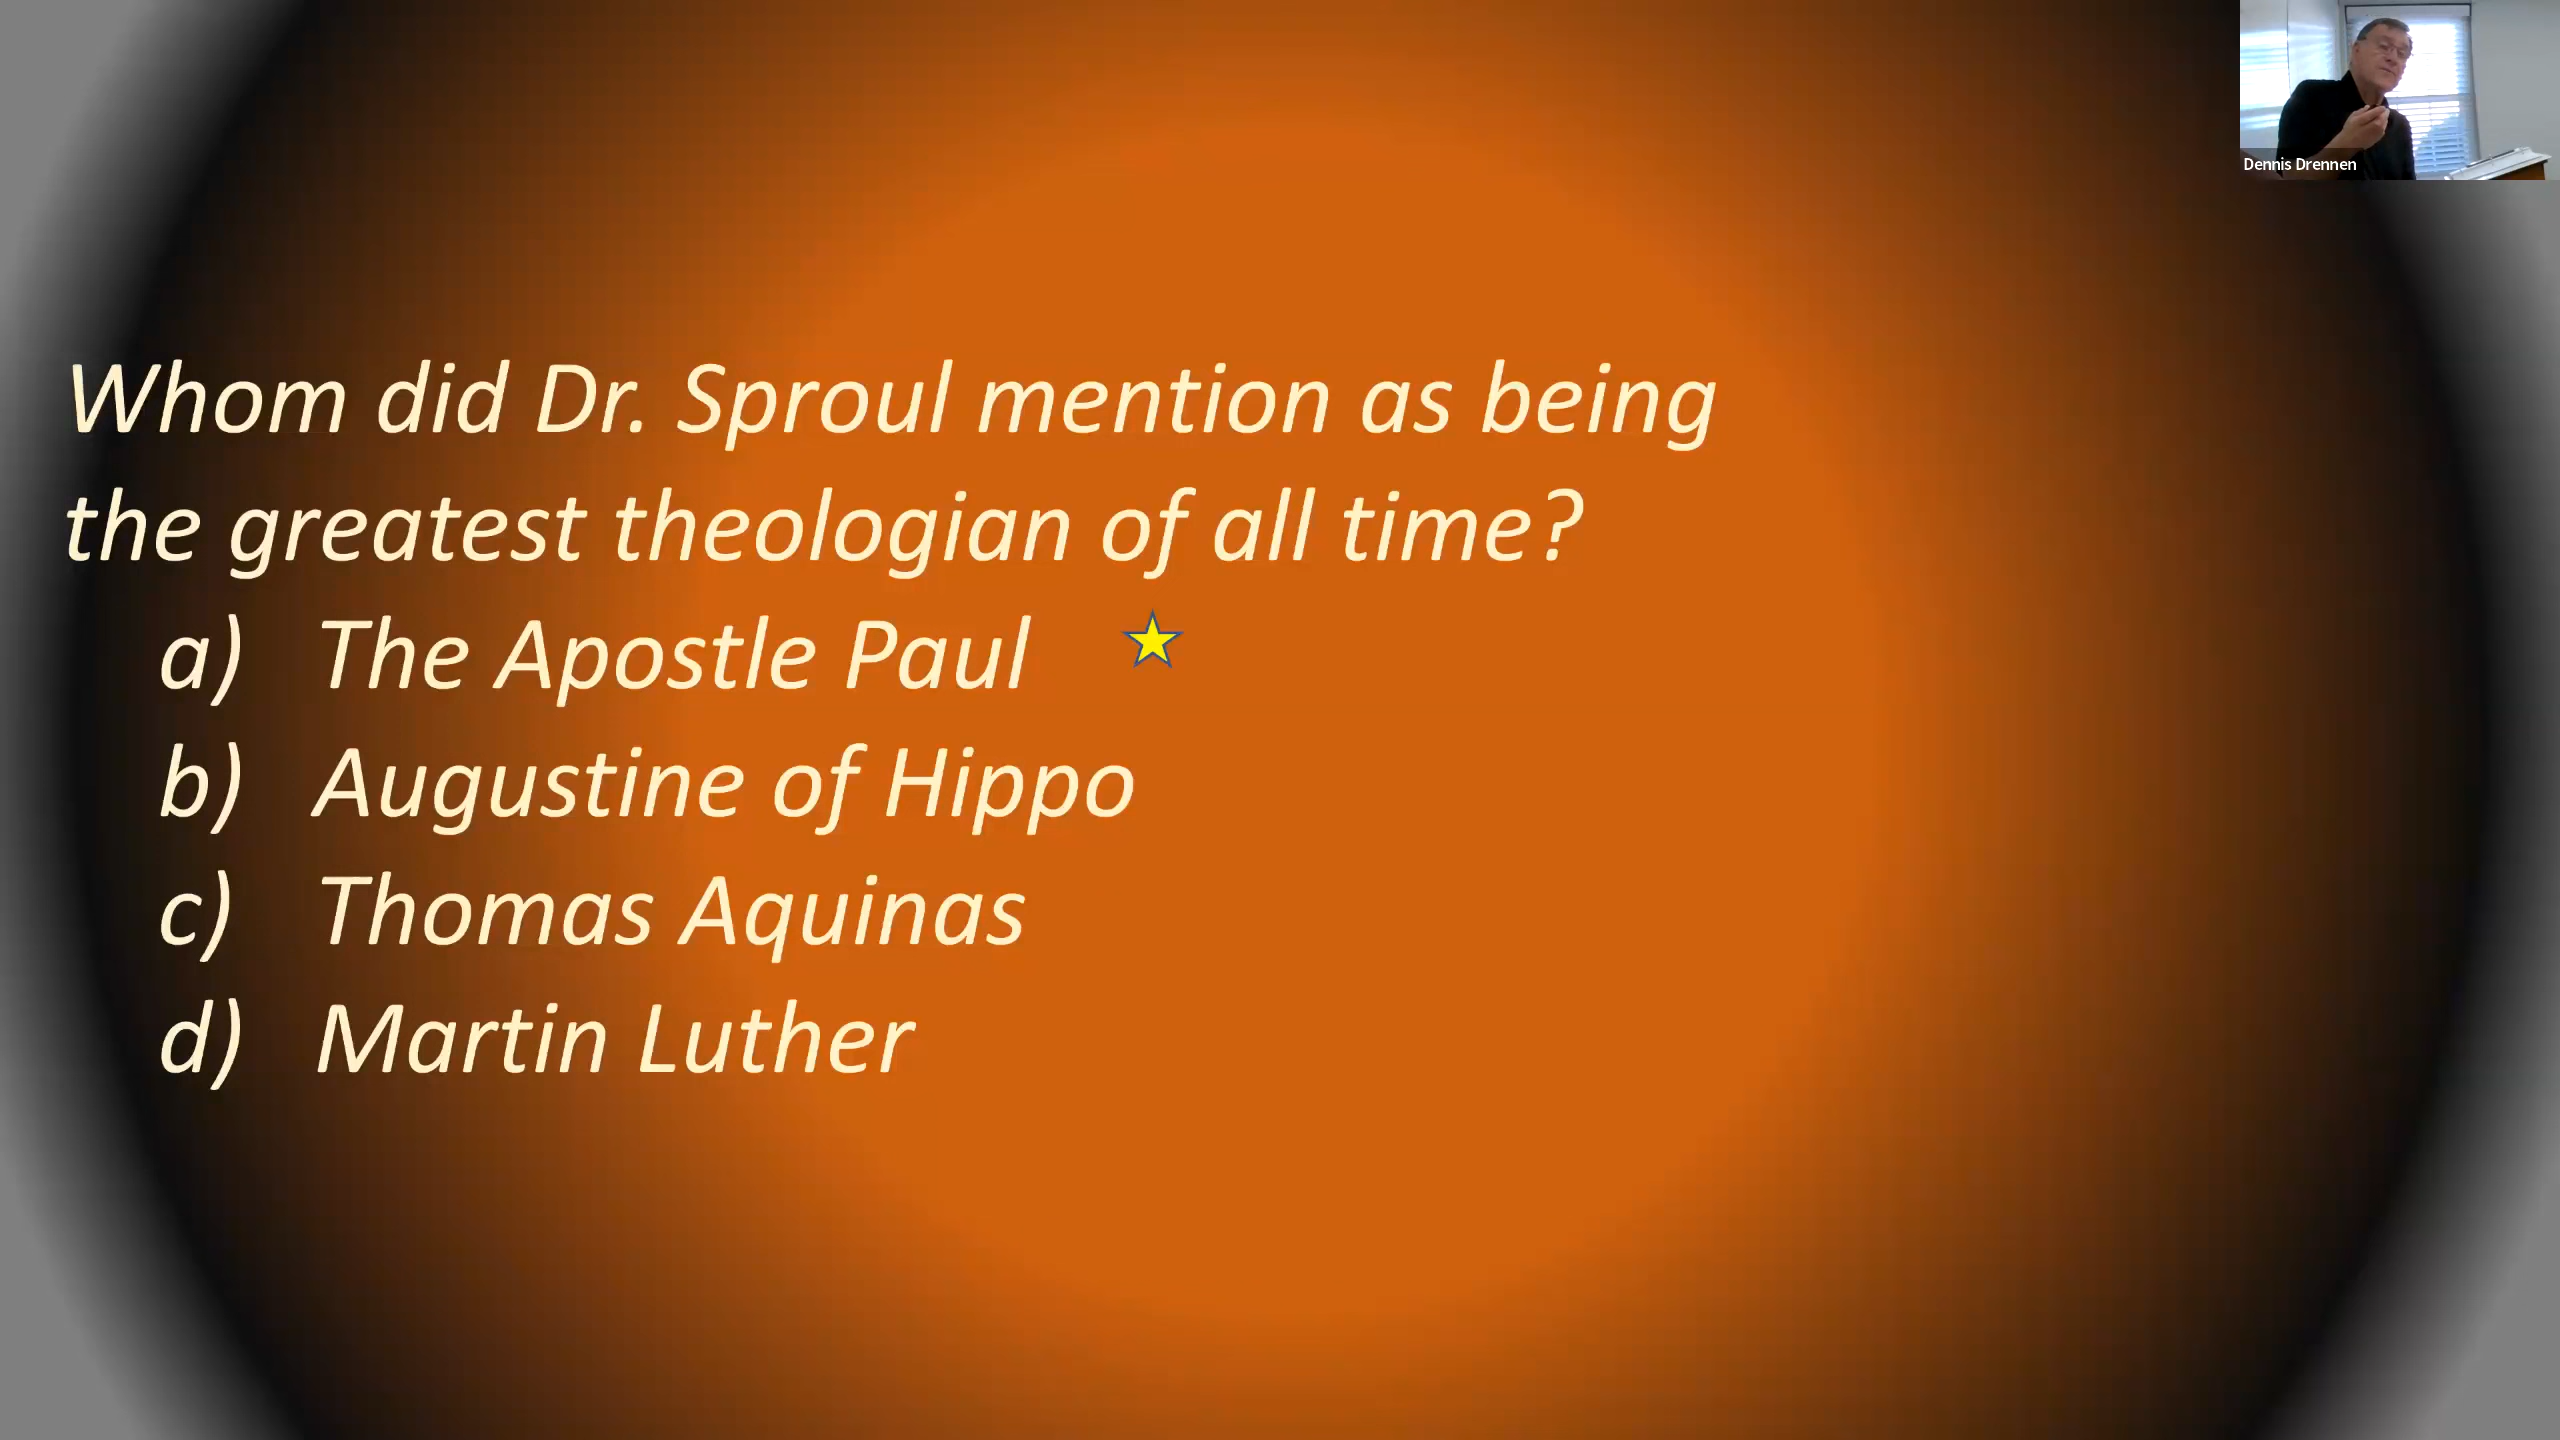 Whom did Dr. Sproul mention as being
the greatest theologian of all time?
a) The Apostle Paul
b) Augustine of Hippo
c) Thomas Aquinas
d) Martin Luther
Dennis Drennen